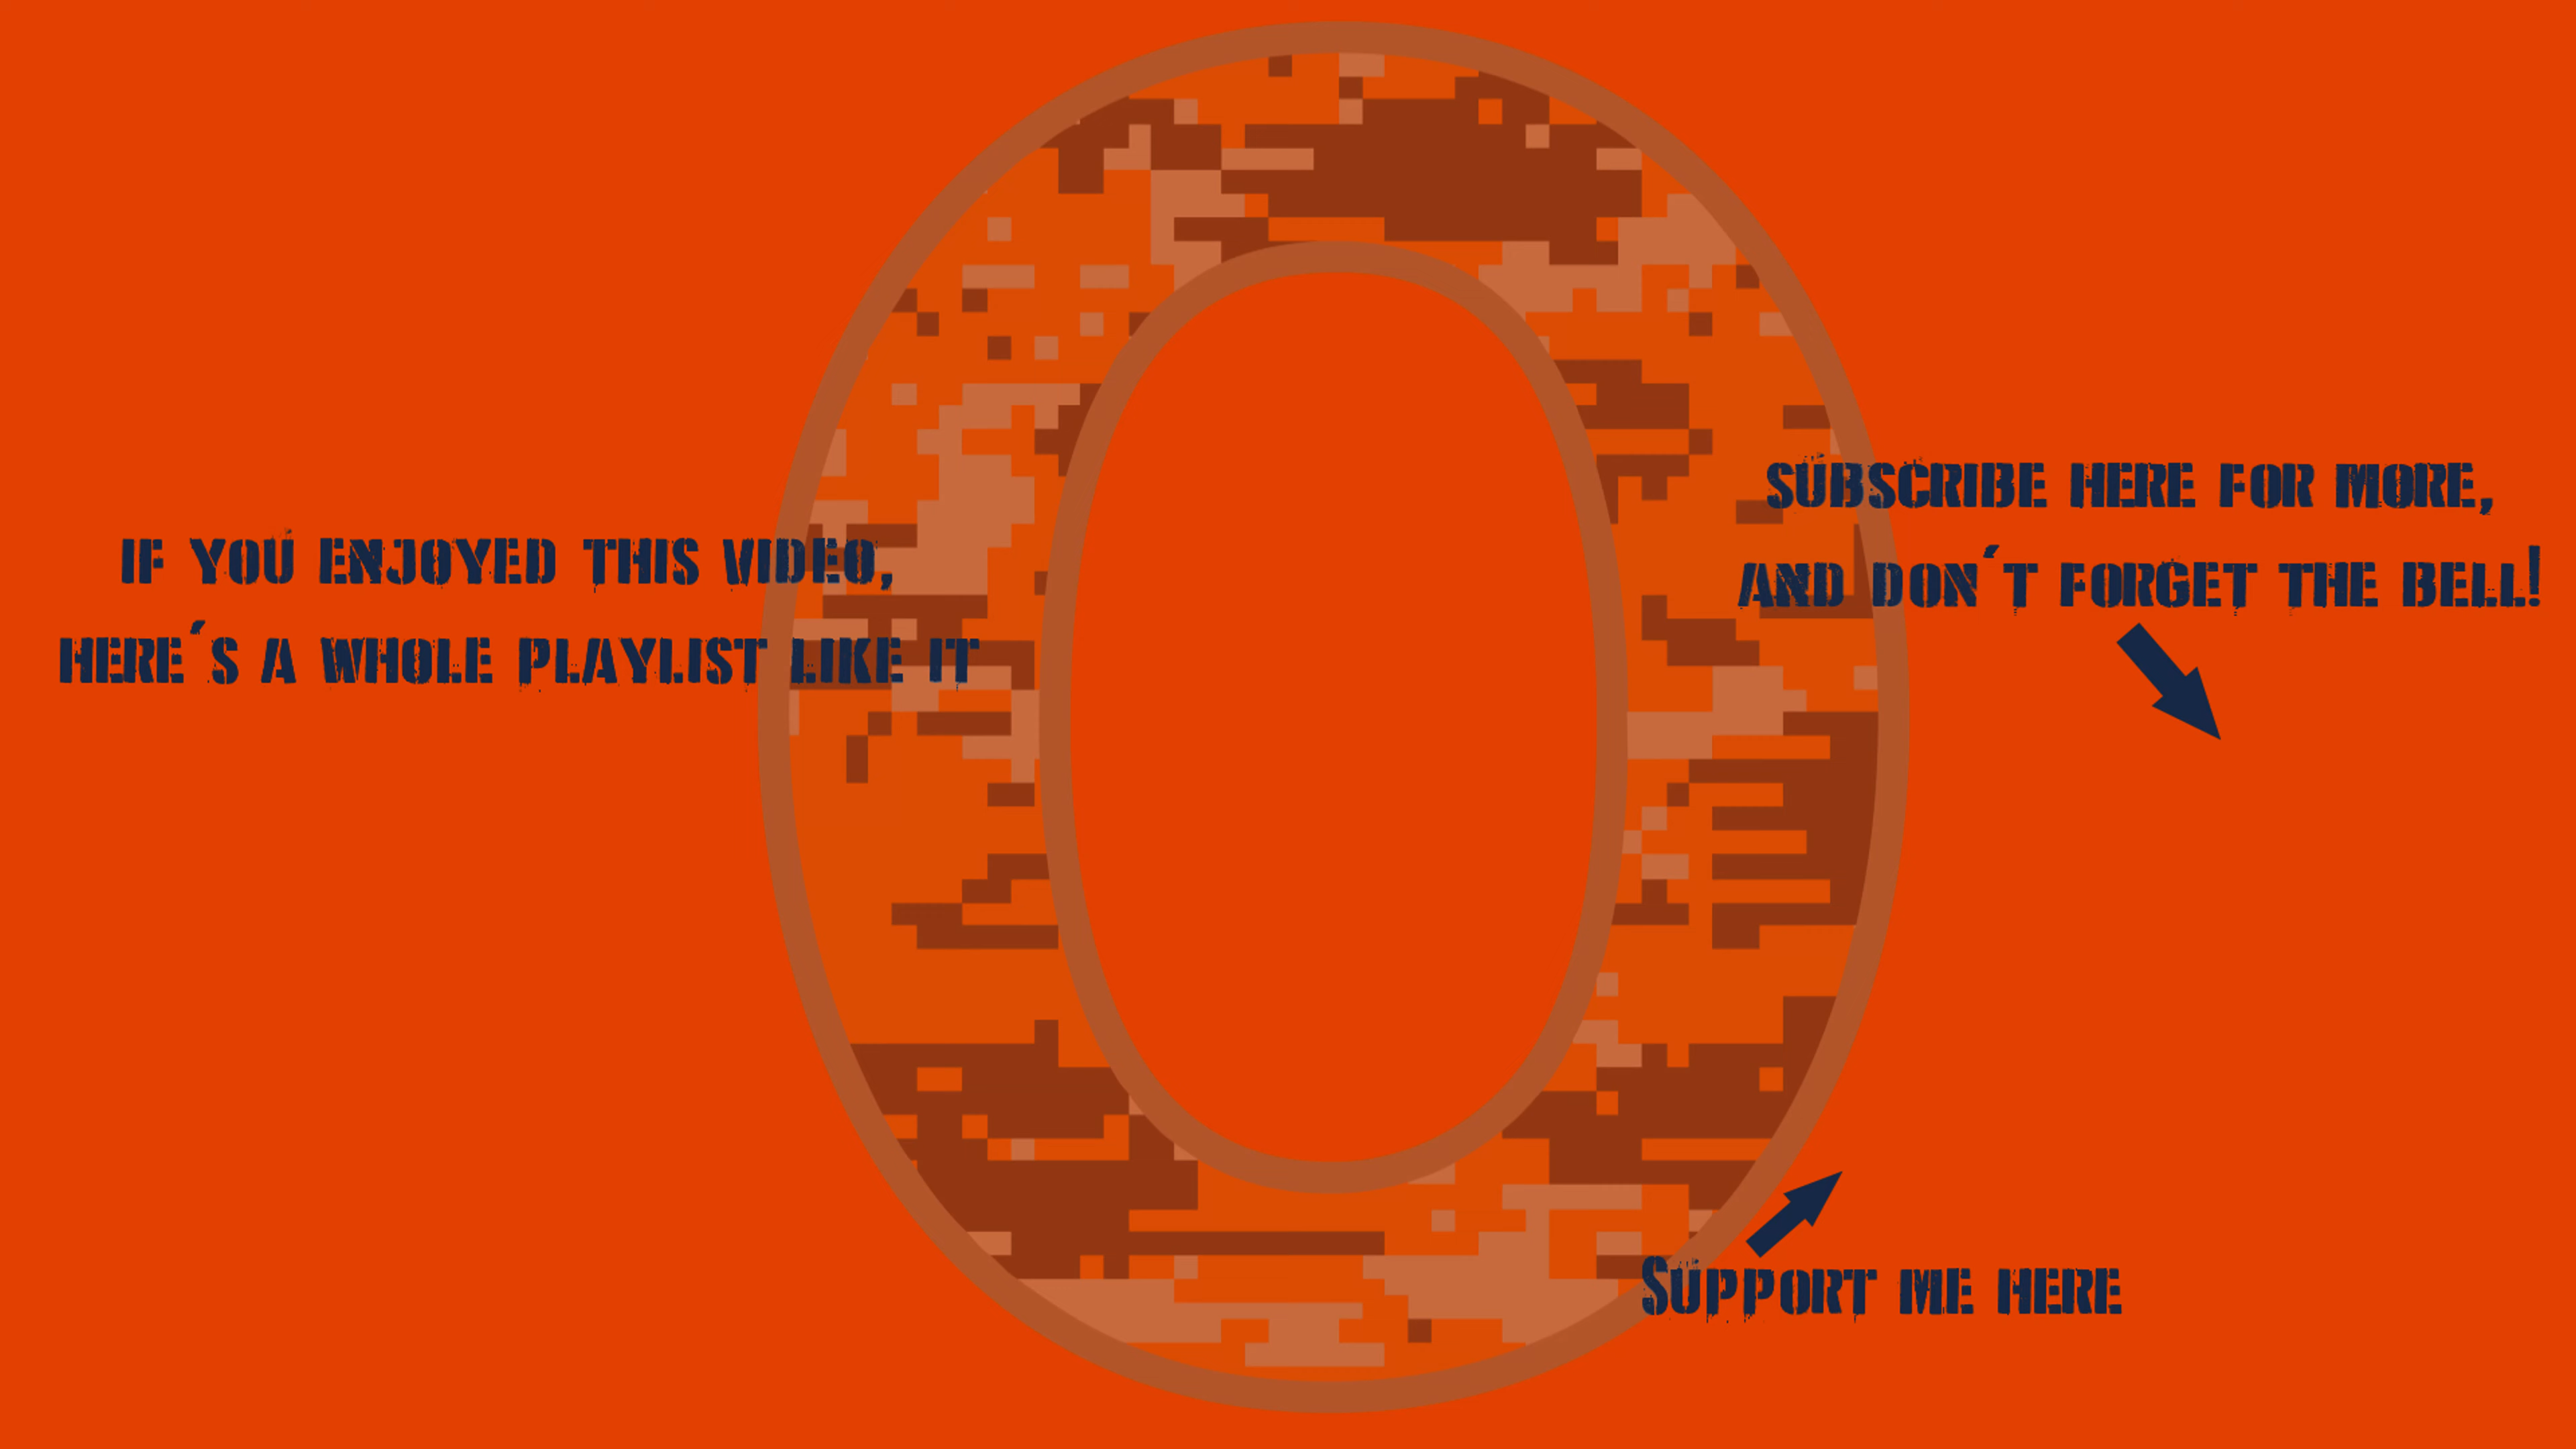 IF YOU ENJOYED THIS VIDEO,
HERE´S A WHOLE PLAYLIST LIKE IT
SUBSCRIBE HERE FOR MORE,
AND DON´T FORGET THE BELL!
SUPPORT ME HERE
O